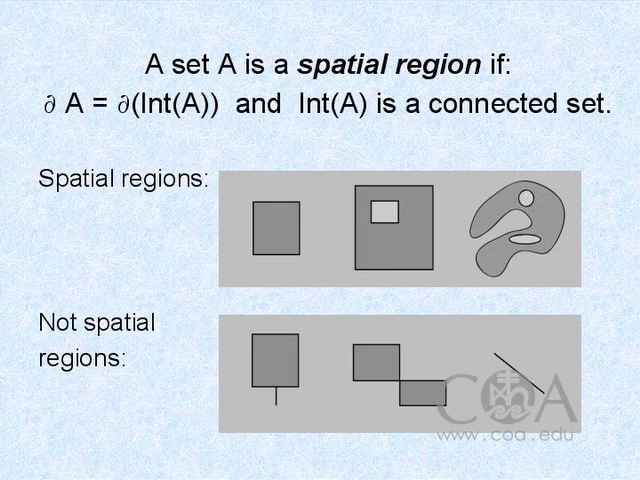 A set A is a spatial region if:
∂ A = ∂(Int(A)) and Int(A) is a connected set.
Spatial regions:
Not spatial
regions:
COA
www.coa.edu